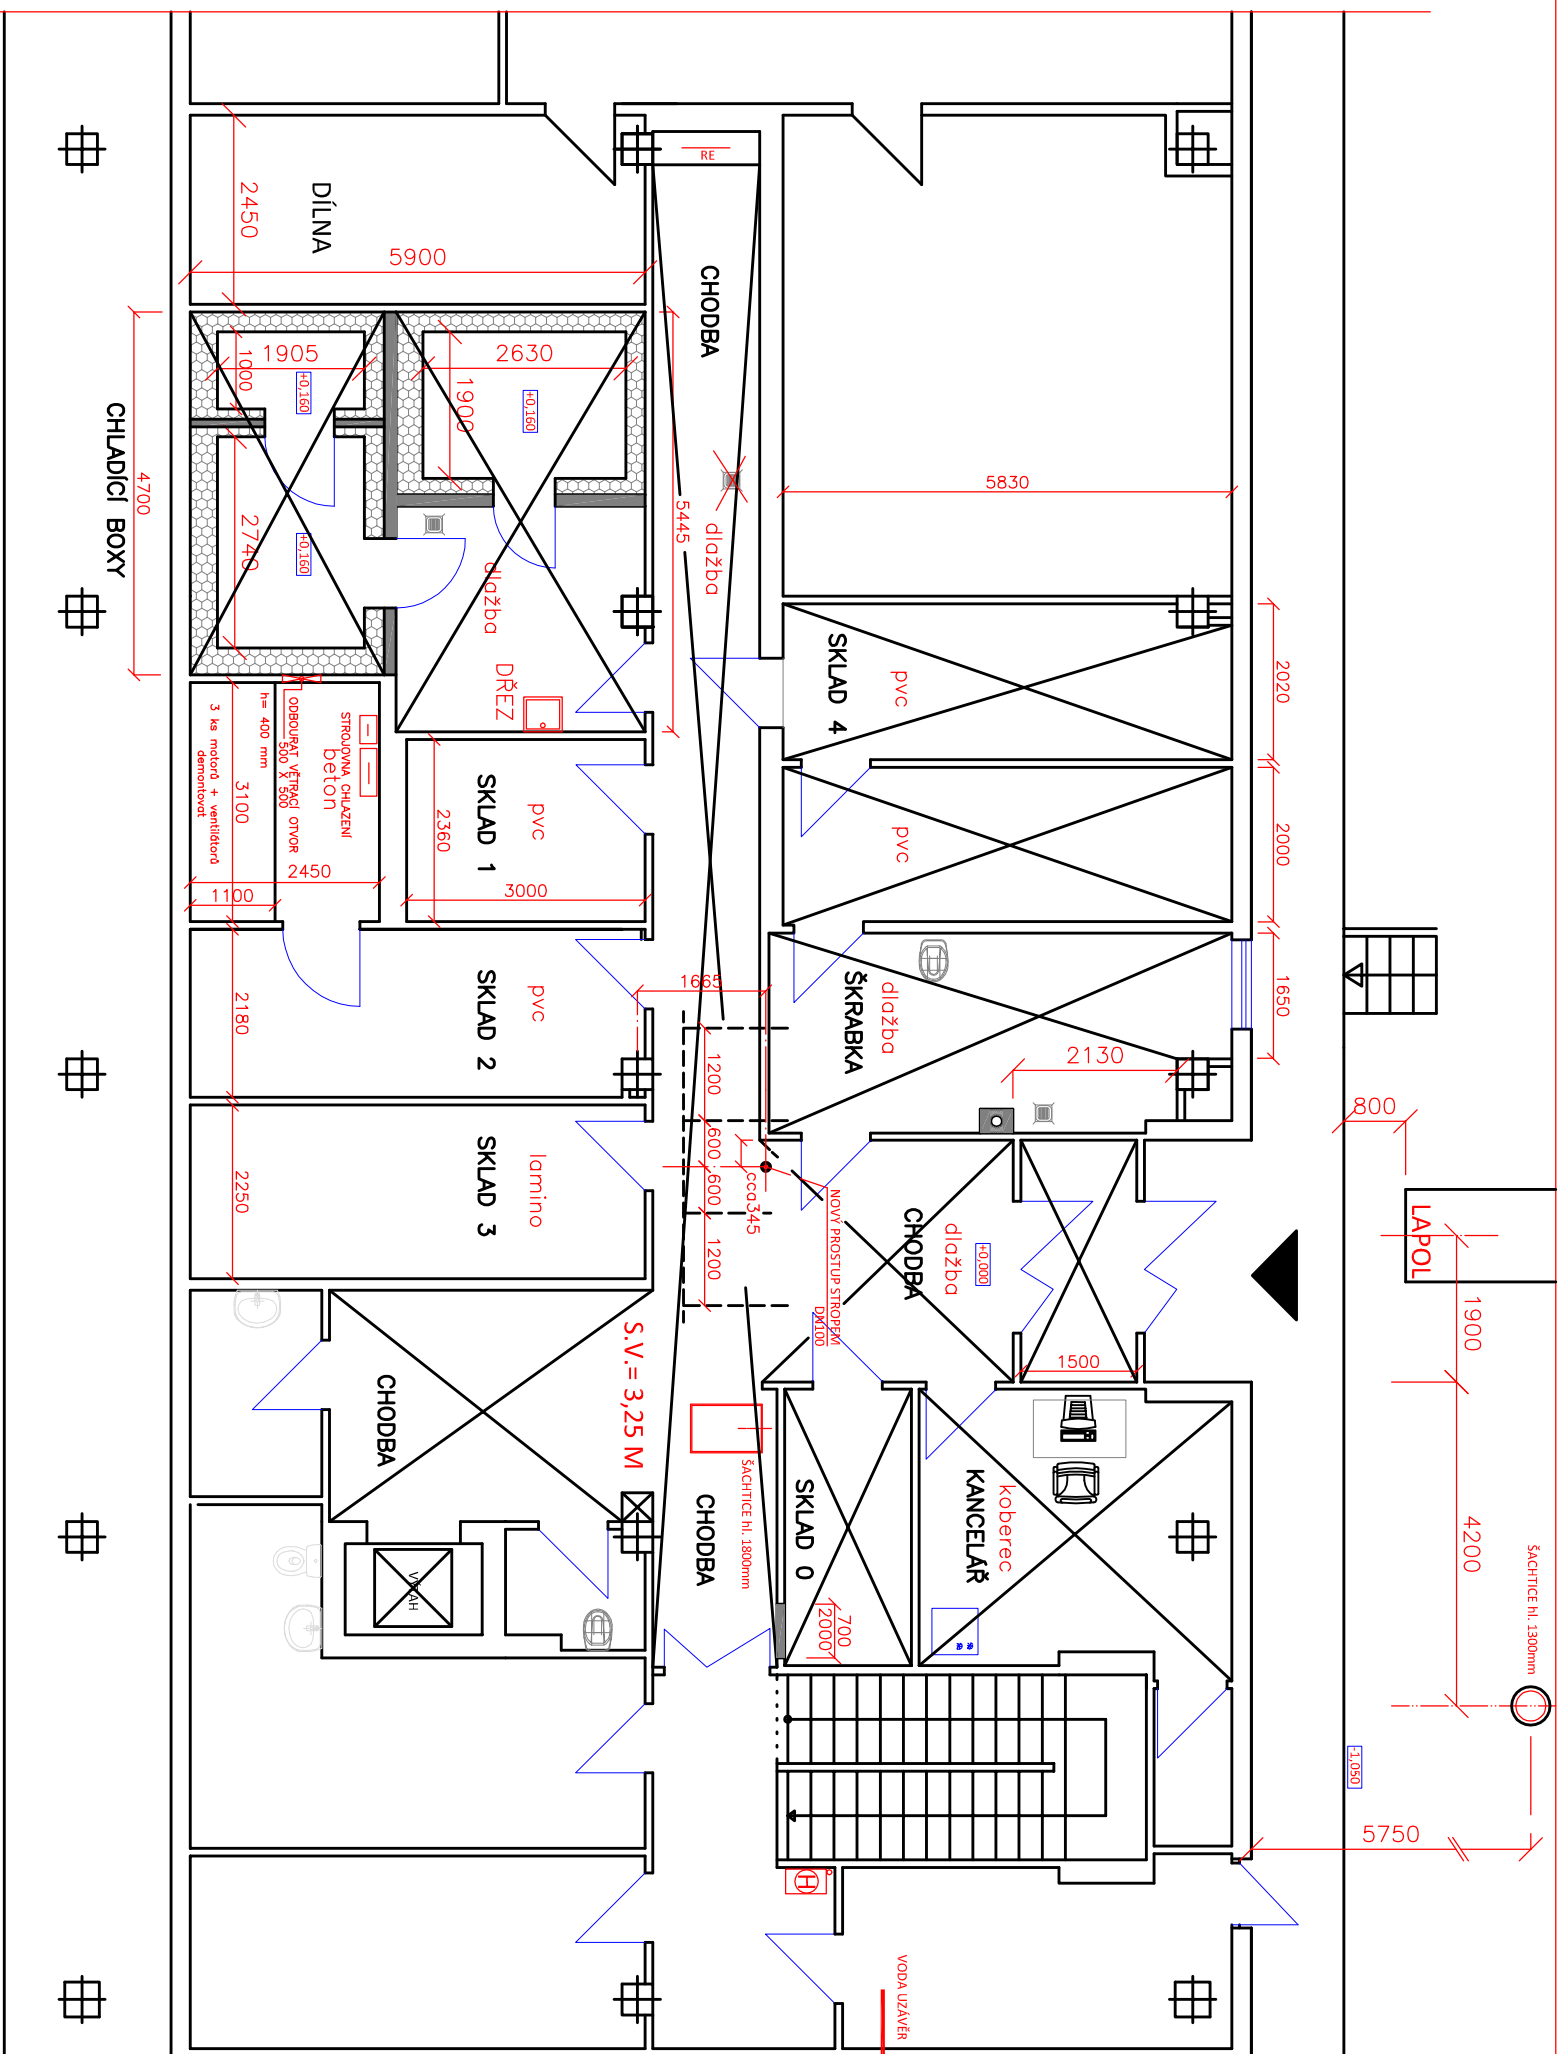 RE
CHODBA
dlažba
DÍLNA
2450
5900
5830
1905
1000
+0,160
2630
1900
+0,160
2740
+0,160
CHLADÍCÍ BOXY
4700
5445
dlažba
DŘEZ
SKLAD 4
pvc
2020
pvc
2000
STROJOVNA CHLAZENÍ
beton
ODBOURAT VĚTRACÍ OTVOR
500 X 500
h= 400 mm
3 ks motorů + ventilátorů
demontovat
3100
2450
1100
SKLAD 1
pvc
2360
3000
SKLAD 2
pvc
2180
1665
ŠKRABKA
dlažba
1650
2130
SKLAD 3
lamino
2250
1200
600
600
1200
cca345
NOVÝ PROSTUP STROPEM
DN100
CHODBA
dlažba
+0,000
1500
800
LAPOL
1900
4200
ŠACHTICE hl. 1300mm
-1,050
5750
S.V.= 3,25 M
CHODBA
ŠACHTICE hl. 1800mm
CHODBA
SKLAD 0
700
2000
KANCELÁŘ
koberec
VÝTAH
H
VODA UZÁVĚR